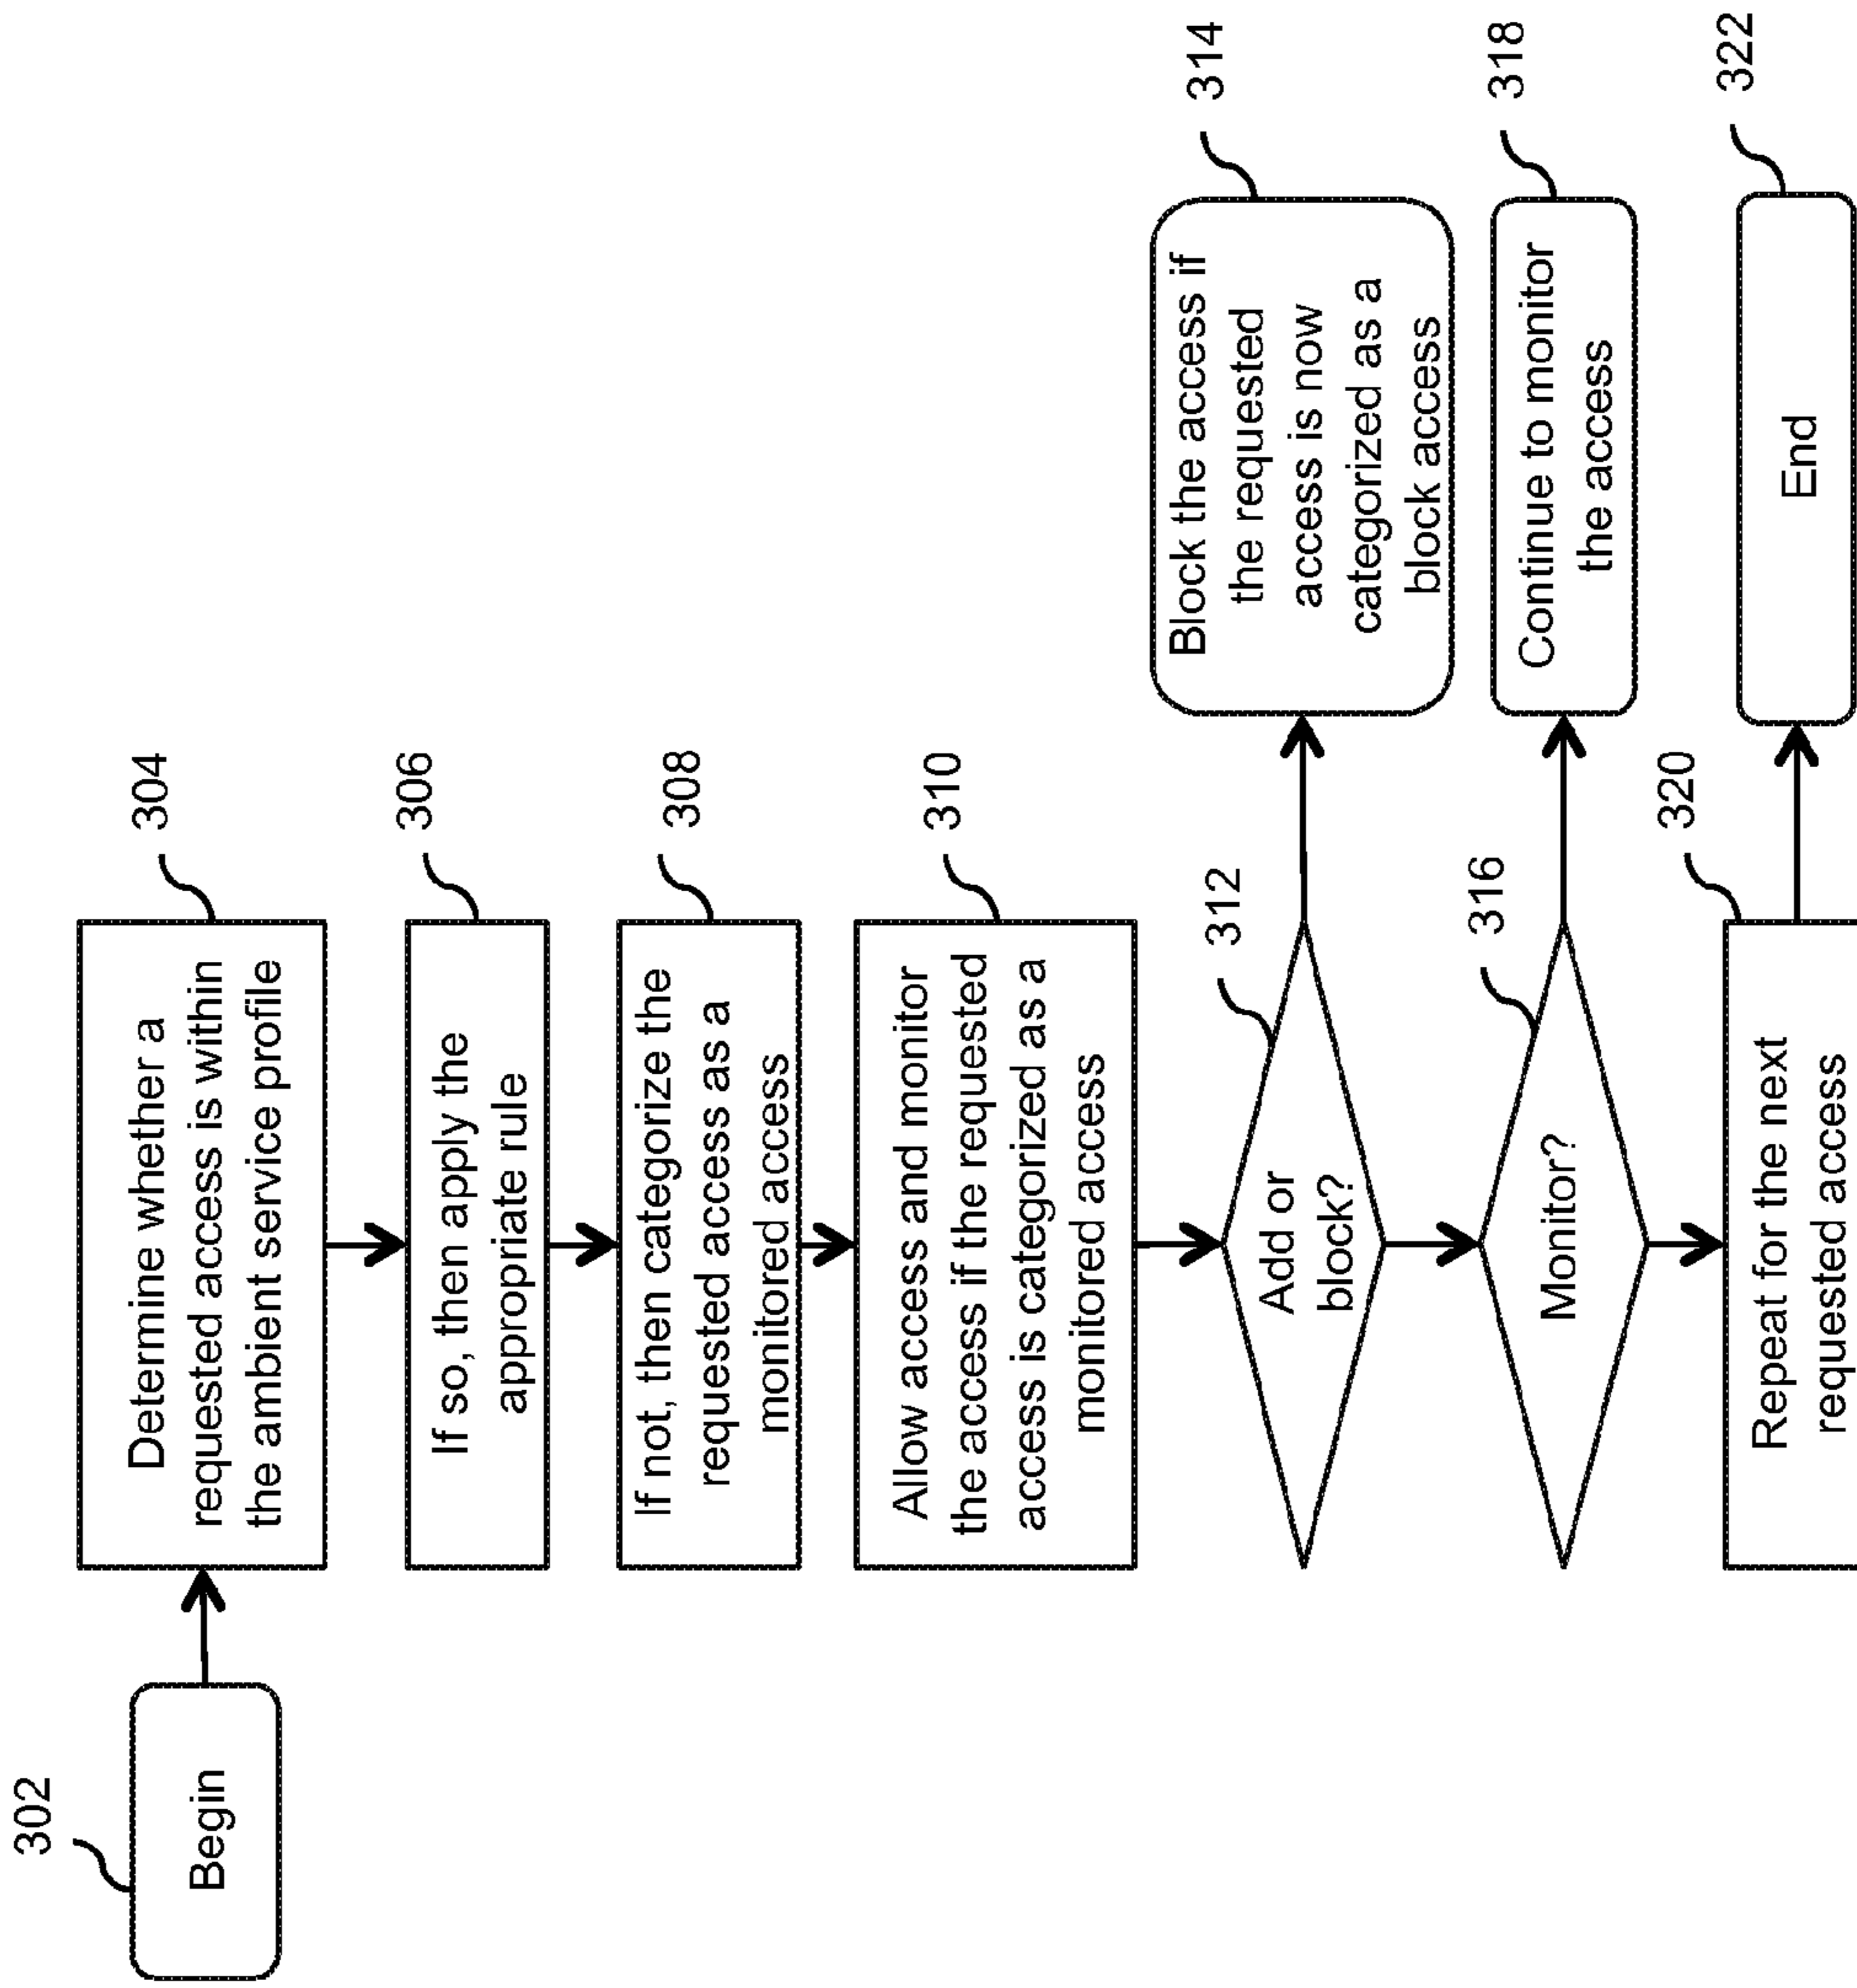 302
Begin
304
Determine whether a
requested access is within
the ambient service profile
306
If so, then apply the
appropriate rule
308
If not, then categorize the
requested access as a
monitored access
310
Allow access and monitor
the access if the requested
access is categorized as a
monitored access
312
Add or
block?
314
Block the access if
the requested
access is now
categorized as a
block access
316
Monitor?
318
Continue to monitor
the access
320
Repeat for the next
requested access
322
End